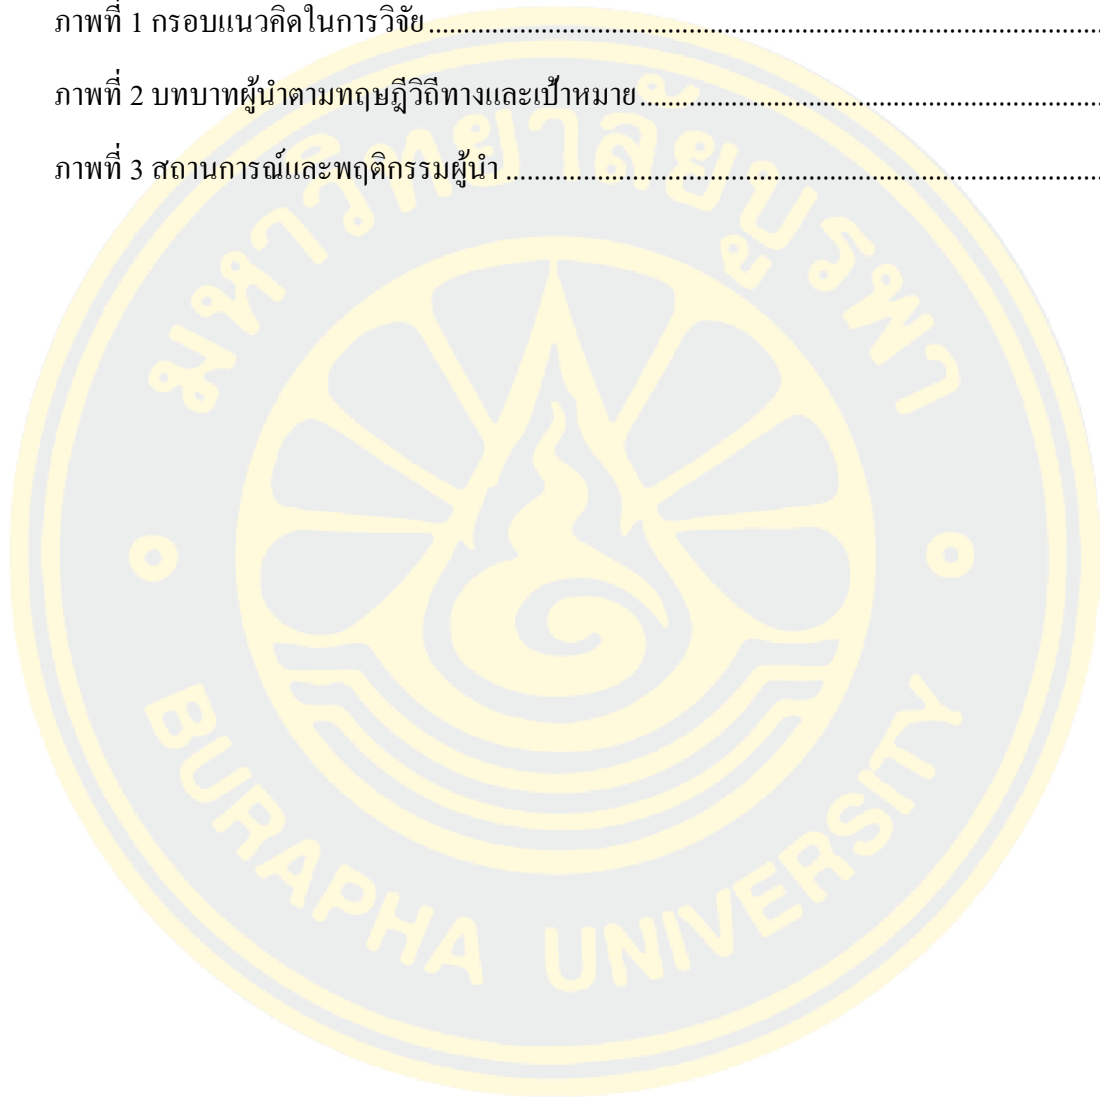 ภาพที่ 1 กรอบแนวคิดในการวิจัย ....................................................................................................
ภาพที่ 2 บทบาทผู้นำตามทฤษฎีวิถีทางและเป้าหมาย ....................................................................
ภาพที่ 3 สถานการณ์และพฤติกรรมผู้นำ ........................................................................................
มหาวิทยาลัยบูรพา
BURAPHA UNIVERSITY